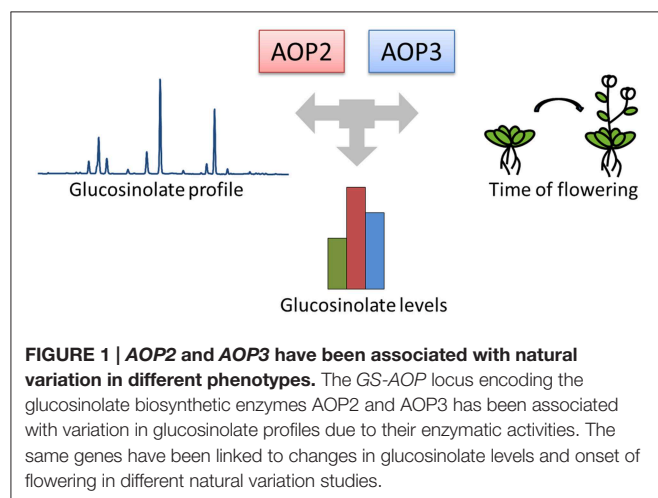 AOP2
AOP3
Glucosinolate profile
Time of flowering
Glucosinolate levels
FIGURE 1 | AOP2 and AOP3 have been associated with natural
variation in different phenotypes. The GS-AOP locus encoding the
glucosinolate biosynthetic enzymes AOP2 and AOP3 has been associated
with variation in glucosinolate profiles due to their enzymatic activities. The
same genes have been linked to changes in glucosinolate levels and onset of
flowering in different natural variation studies.